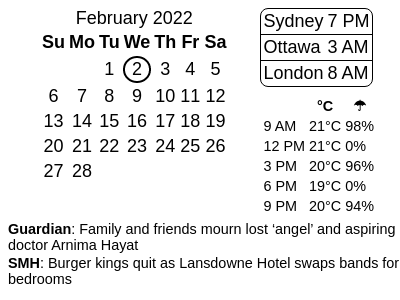 February 2022
Su Mo Tu We Th Fr Sa
1 2 3 4 5
6 7 8 9 10 11 12
13 14 15 16 17 18 19
20 21 22 23 24 25 26
27 28
Sydney 7 PM
Ottawa 3 AM
London 8 AM
°C ☂
9 AM 21°C 98%
12 PM 21°C 0%
3 PM 20°C 96%
6 PM 19°C 0%
9 PM 20°C 94%
Guardian: Family and friends mourn lost ‘angel’ and aspiring
doctor Arnima Hayat
SMH: Burger kings quit as Lansdowne Hotel swaps bands for
bedrooms